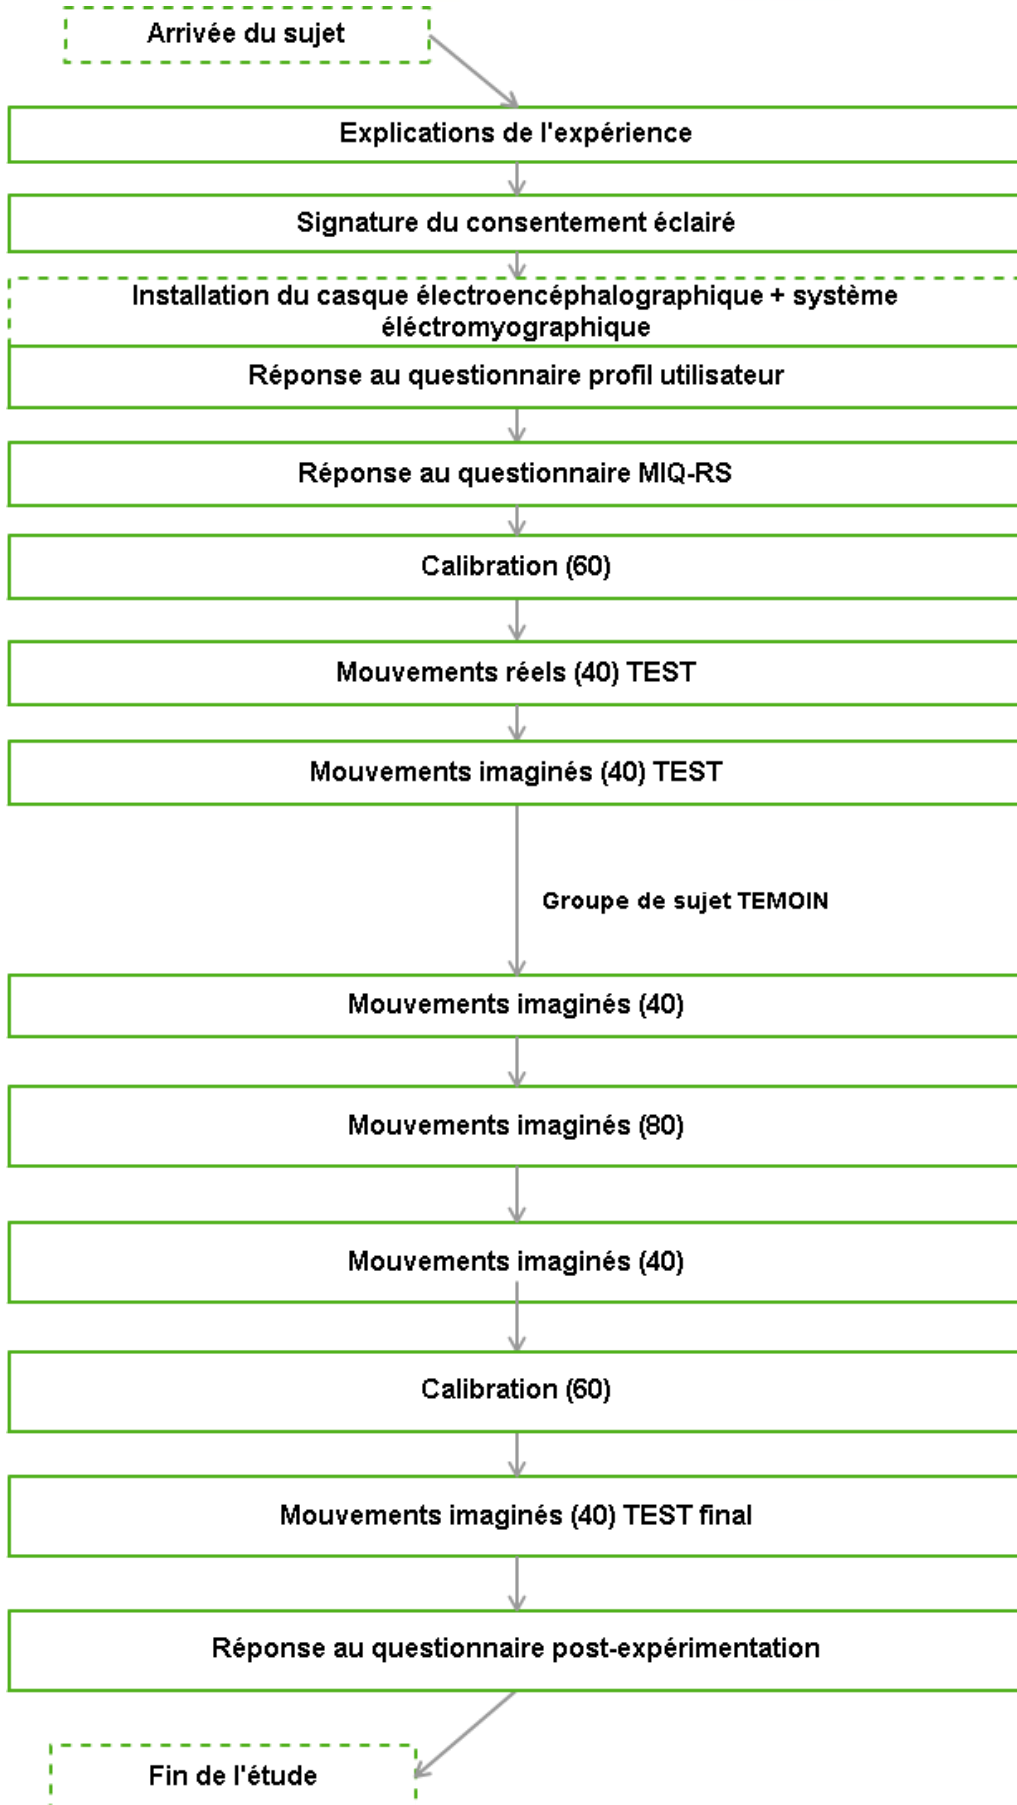 Arrivée du sujet
Explications de l'expérience
Signature du consentement éclairé
Installation du casque électroencéphalographique + système
éléctromyographique
Réponse au questionnaire profil utilisateur
Réponse au questionnaire MIQ-RS
Calibration (60)
Mouvements réels (40) TEST
Mouvements imaginés (40) TEST
Groupe de sujet TEMOIN
Mouvements imaginés (40)
Mouvements imaginés (80)
Mouvements imaginés (40)
Calibration (60)
Mouvements imaginés (40) TEST final
Réponse au questionnaire post-expérimentation
Fin de l'étude